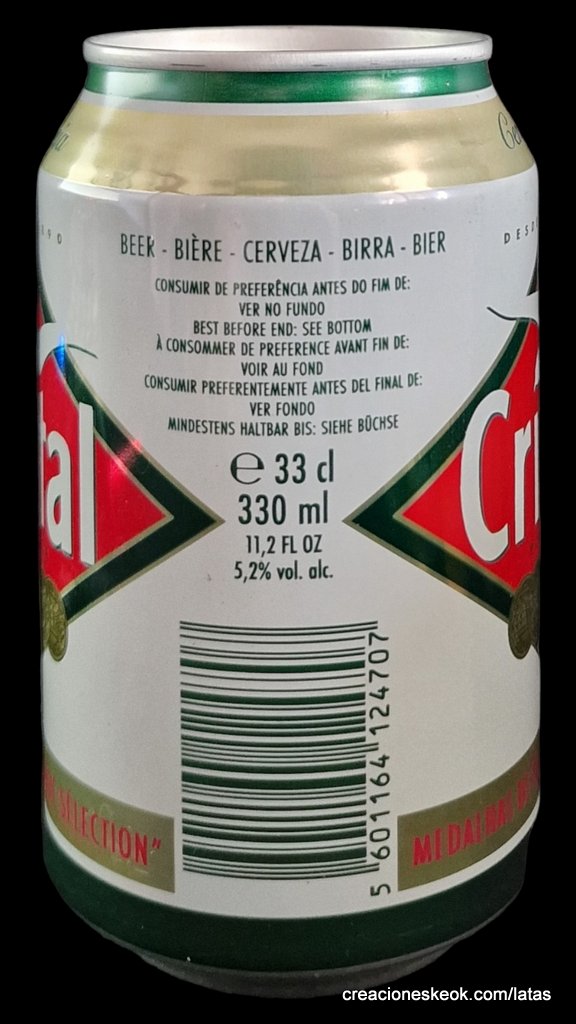 BEER - BIÈRE - CERVEZA - BIRRA - BIER
CONSUMIR DE PREFERÊNCIA ANTES DO FIM DE:
VER NO FUNDO
BEST BEFORE END: SEE BOTTOM
À CONSOMMER DE PREFERENCE AVANT FIN DE:
VOIR AU FOND
CONSUMIR PREFERENTEMENTE ANTES DEL FINAL DE:
VER FONDO
MINDESTENS HALTBAR BIS: SIEHE BÜCHSE
tal
Cri
℮ 33 cl
330 ml
11,2 FL OZ
5,2% vol. alc.
5 601164 124707
SELECTION"
MEDALHAS
creacioneskeok.com/latas